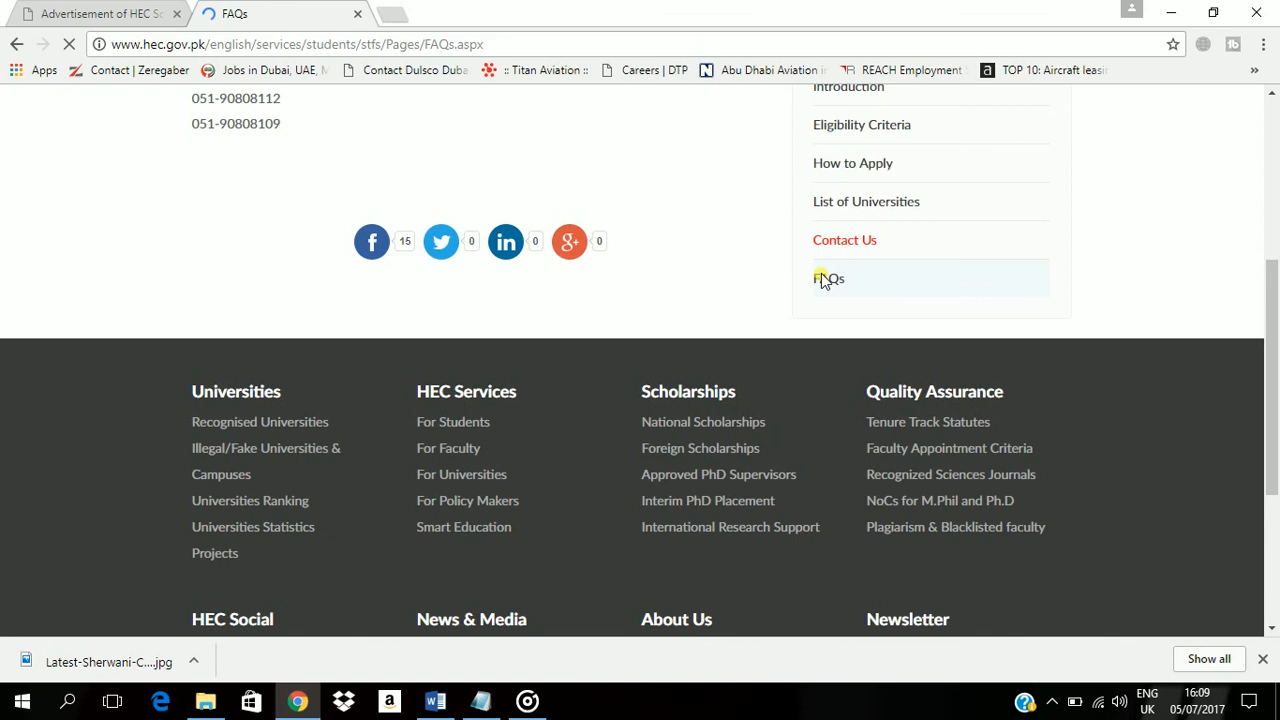 Advertisement of HEC Sc
FAQs
www.hec.gov.pk/english/services/students/stfs/Pages/FAQs.aspx
Apps
Contact | Zeregaber
Jobs in Dubai, UAE, M
Contact Dulsco Duba
:: Titan Aviation ::
Careers | DTP
Abu Dhabi Aviation in
REACH Employment
TOP 10: Aircraft leasin
»
051-90808112
051-90808109
Introduction
Eligibility Criteria
How to Apply
List of Universities
Contact Us
FAQs
15
0
0
0
Universities
Recognised Universities
Illegal/Fake Universities &
Campuses
Universities Ranking
Universities Statistics
Projects
HEC Services
For Students
For Faculty
For Universities
For Policy Makers
Smart Education
Scholarships
National Scholarships
Foreign Scholarships
Approved PhD Supervisors
Interim PhD Placement
International Research Support
Quality Assurance
Tenure Track Statutes
Faculty Appointment Criteria
Recognized Sciences Journals
NoCs for M.Phil and Ph.D
Plagiarism & Blacklisted faculty
HEC Social
News & Media
About Us
Newsletter
Latest-Sherwani-C....jpg
Show all
ENG
UK
16:09
05/07/2017